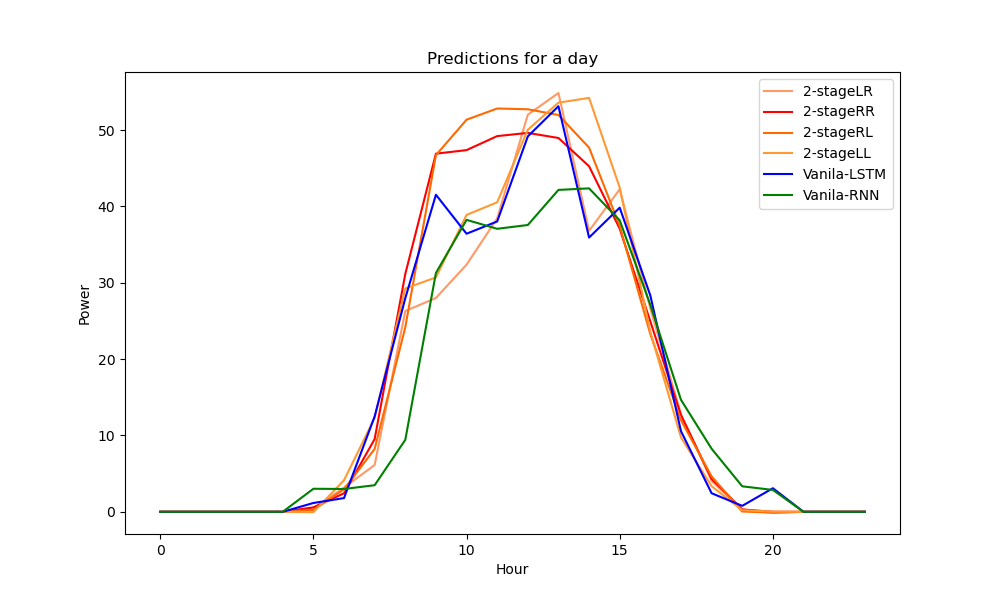 Predictions for a day
2-stageLR
2-stageRR
2-stageRL
2-stageLL
Vanila-LSTM
Vanila-RNN
Power
50
40
30
20
10
0
0 5 10 15 20
Hour